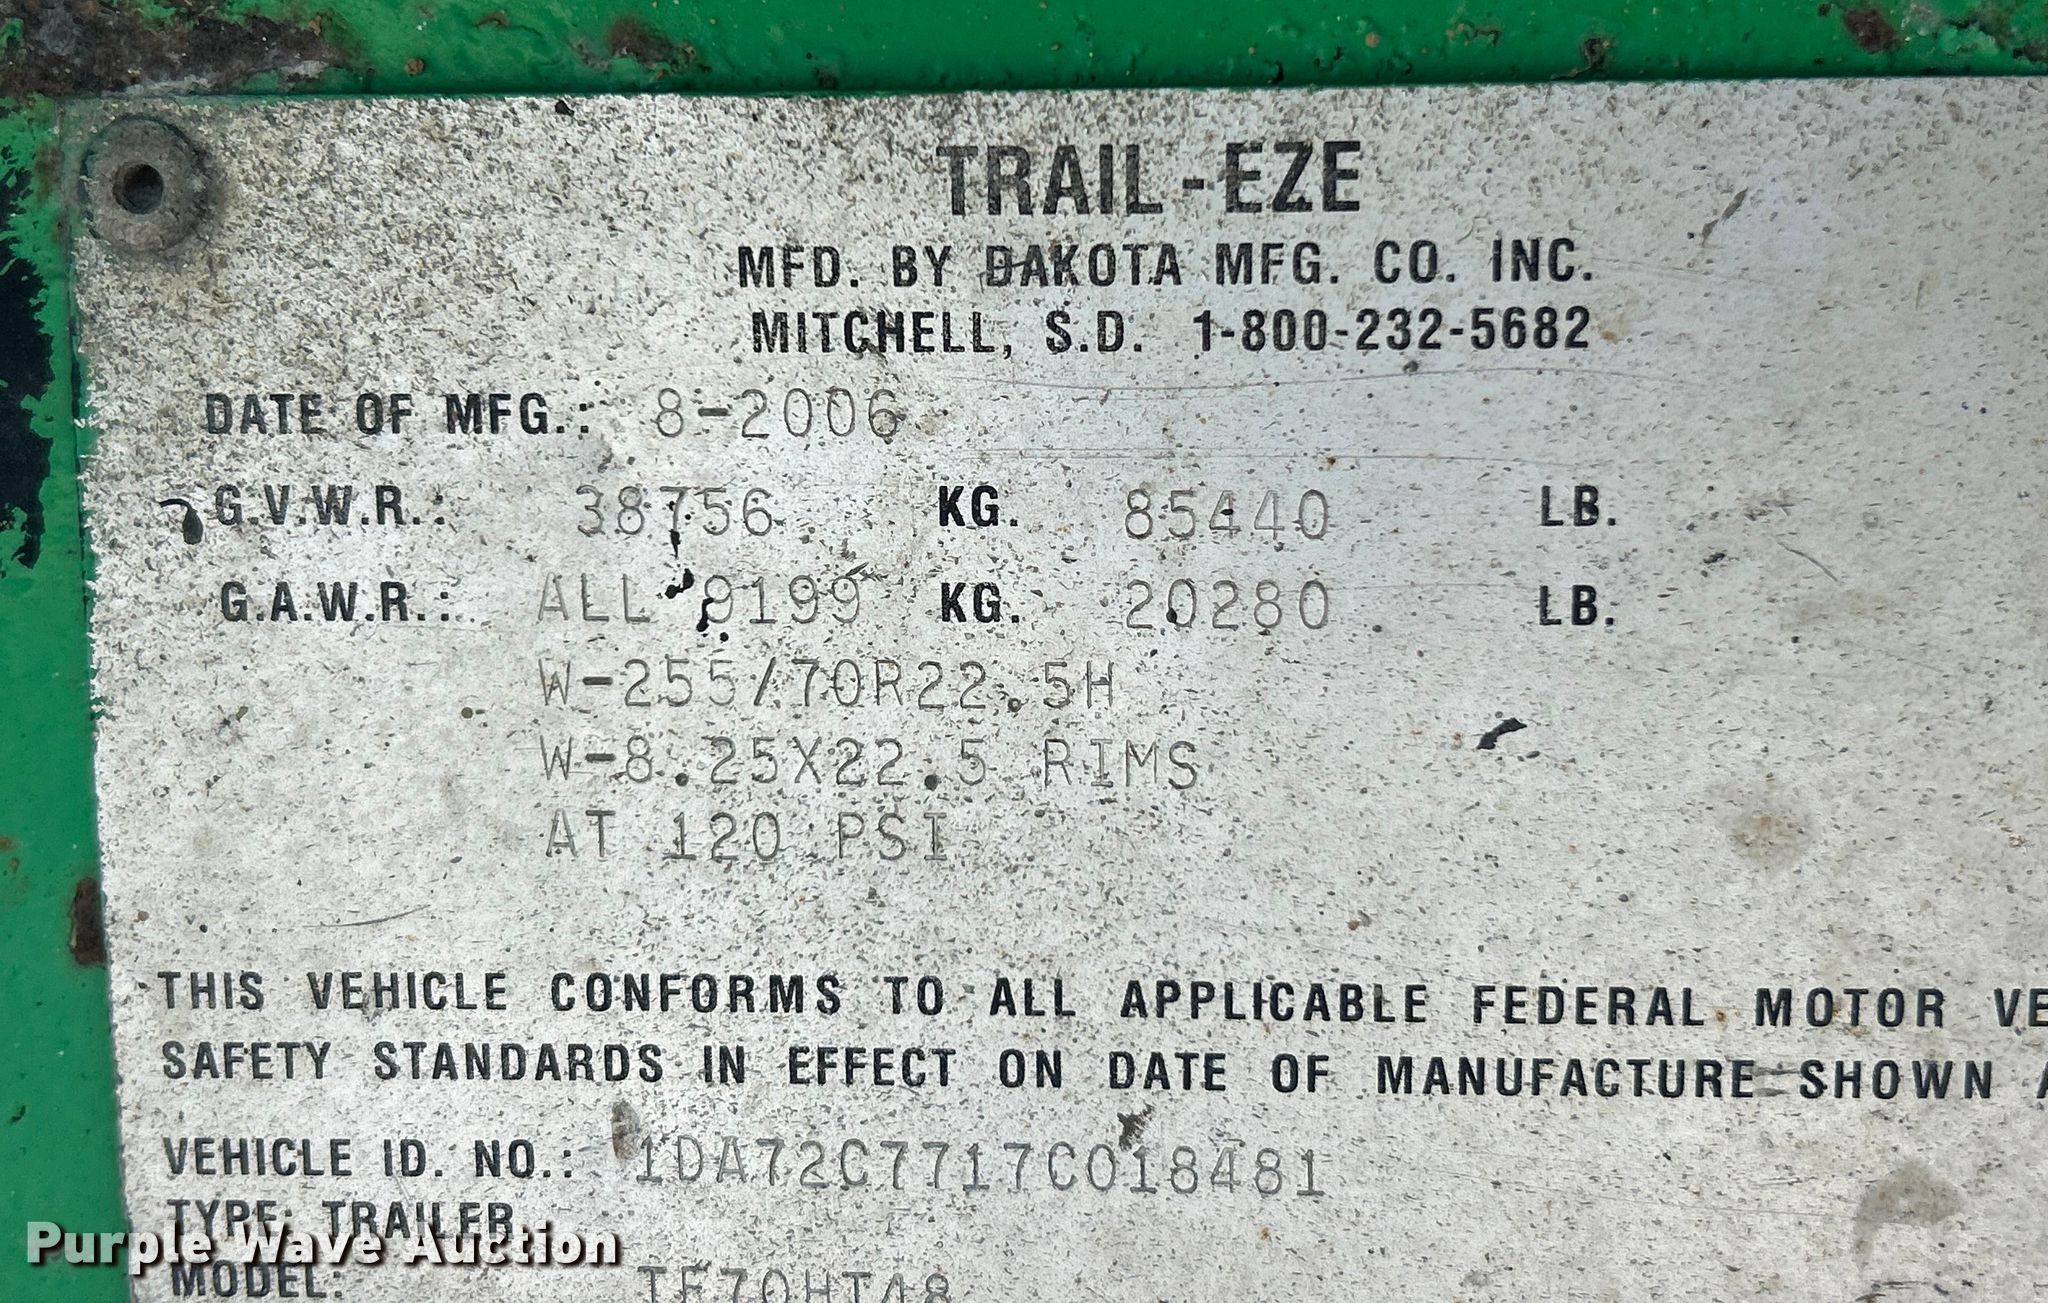 TRAIL-EZE
MFD. BY DAKOTA MFG. CO. INC.
MITCHELL, S.D. 1-800-232-5682
DATE OF MFG.: 8-2006
G.V.W.R.: 38756 KG. 85440 LB.
G.A.W.R.: ALL 9199 KG. 20280 LB.
W-255/70R22.5H
W-8.25X22.5 RIMS
AT 120 PSI
THIS VEHICLE CONFORMS TO ALL APPLICABLE FEDERAL MOTOR VE
SAFETY STANDARDS IN EFFECT ON DATE OF MANUFACTURE SHOWN A
VEHICLE ID. NO.: 1DA72C7717C018481
TYPE: TRAILER
Purple Wave Auction
MODEL: TE70HT48